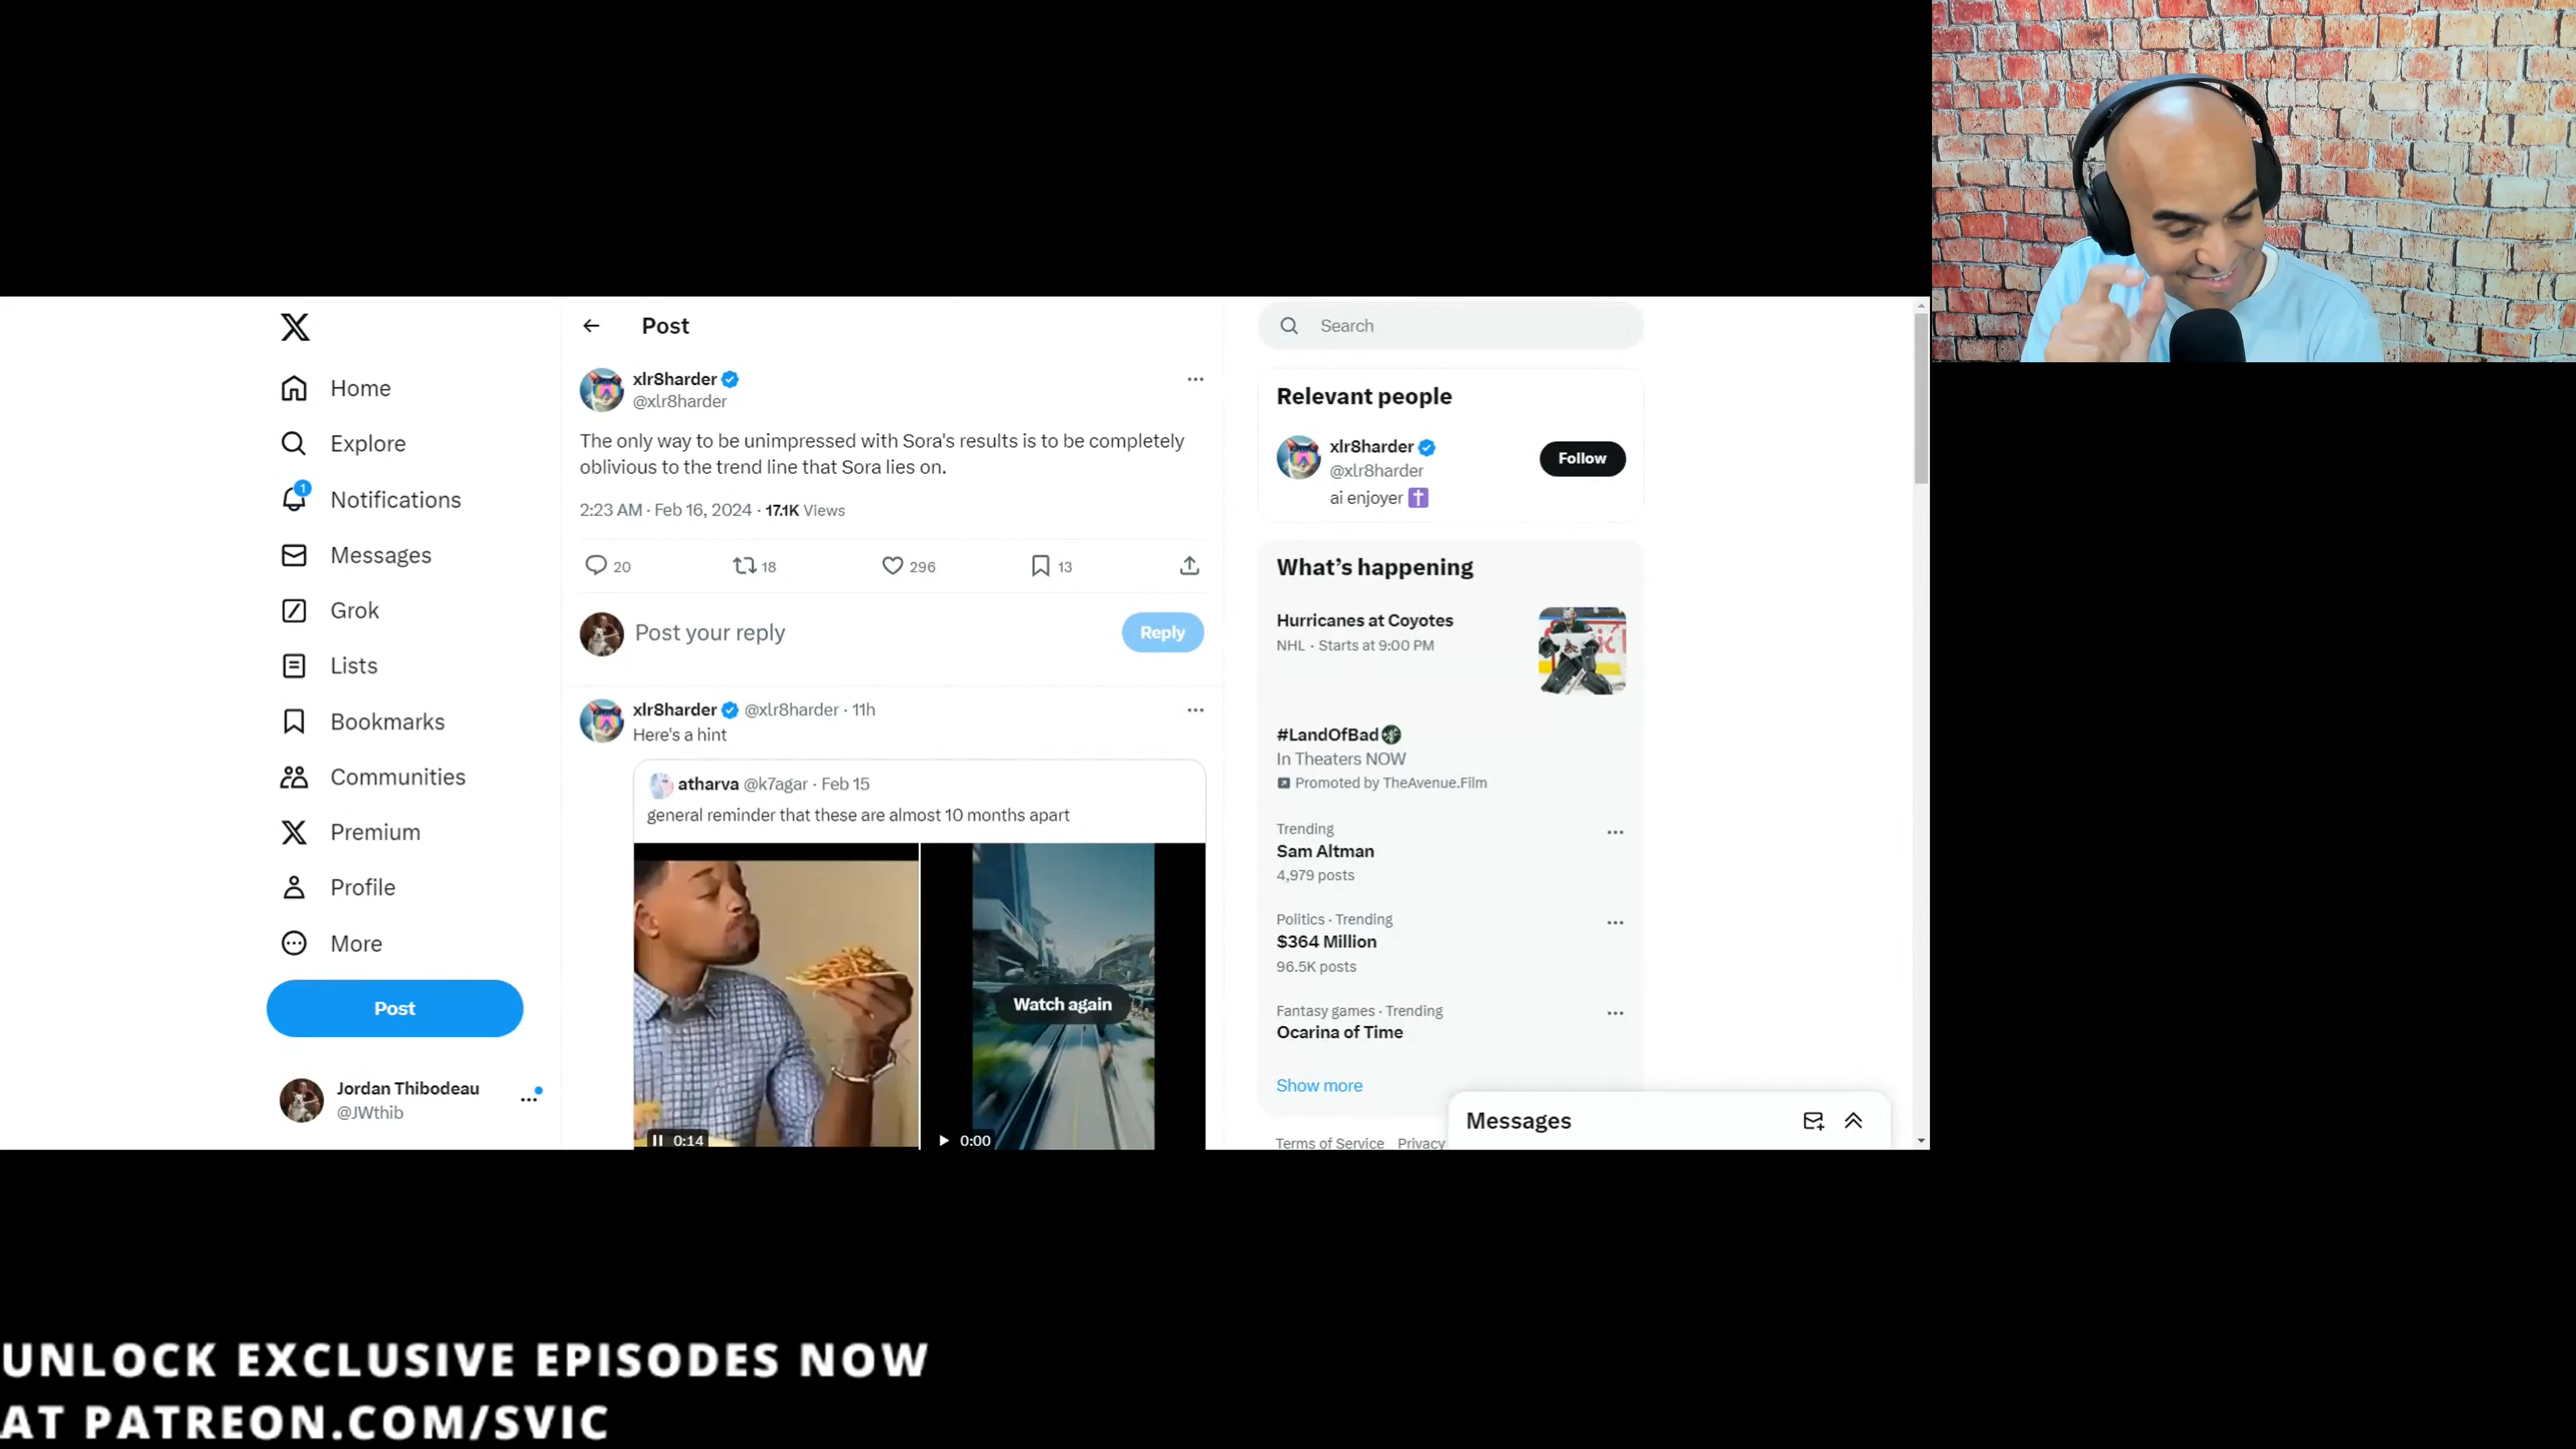 Home
Explore
1
Notifications
Messages
Grok
Lists
Bookmarks
Communities
Premium
Profile
More
Post
Jordan Thibodeau
@JWthib
Post
xlr8harder
@xlr8harder
The only way to be unimpressed with Sora's results is to be completely
oblivious to the trend line that Sora lies on.
2:23 AM · Feb 16, 2024 · 17.1K Views
20 18 296 13
Post your reply
Reply
xlr8harder @xlr8harder · 11h
Here's a hint
atharva @k7agar · Feb 15
general reminder that these are almost 10 months apart
Watch again
0:14
0:00
Search
Relevant people
xlr8harder
@xlr8harder
Follow
ai enjoyer
What's happening
Hurricanes at Coyotes
NHL · Starts at 9:00 PM
#LandOfBad
In Theaters NOW
Promoted by TheAvenue.Film
Trending
Sam Altman
4,979 posts
Politics · Trending
$364 Million
96.5K posts
Fantasy games · Trending
Ocarina of Time
Show more
Terms of Service Privacy
Messages
UNLOCK EXCLUSIVE EPISODES NOW
AT PATREON.COM/SVIC